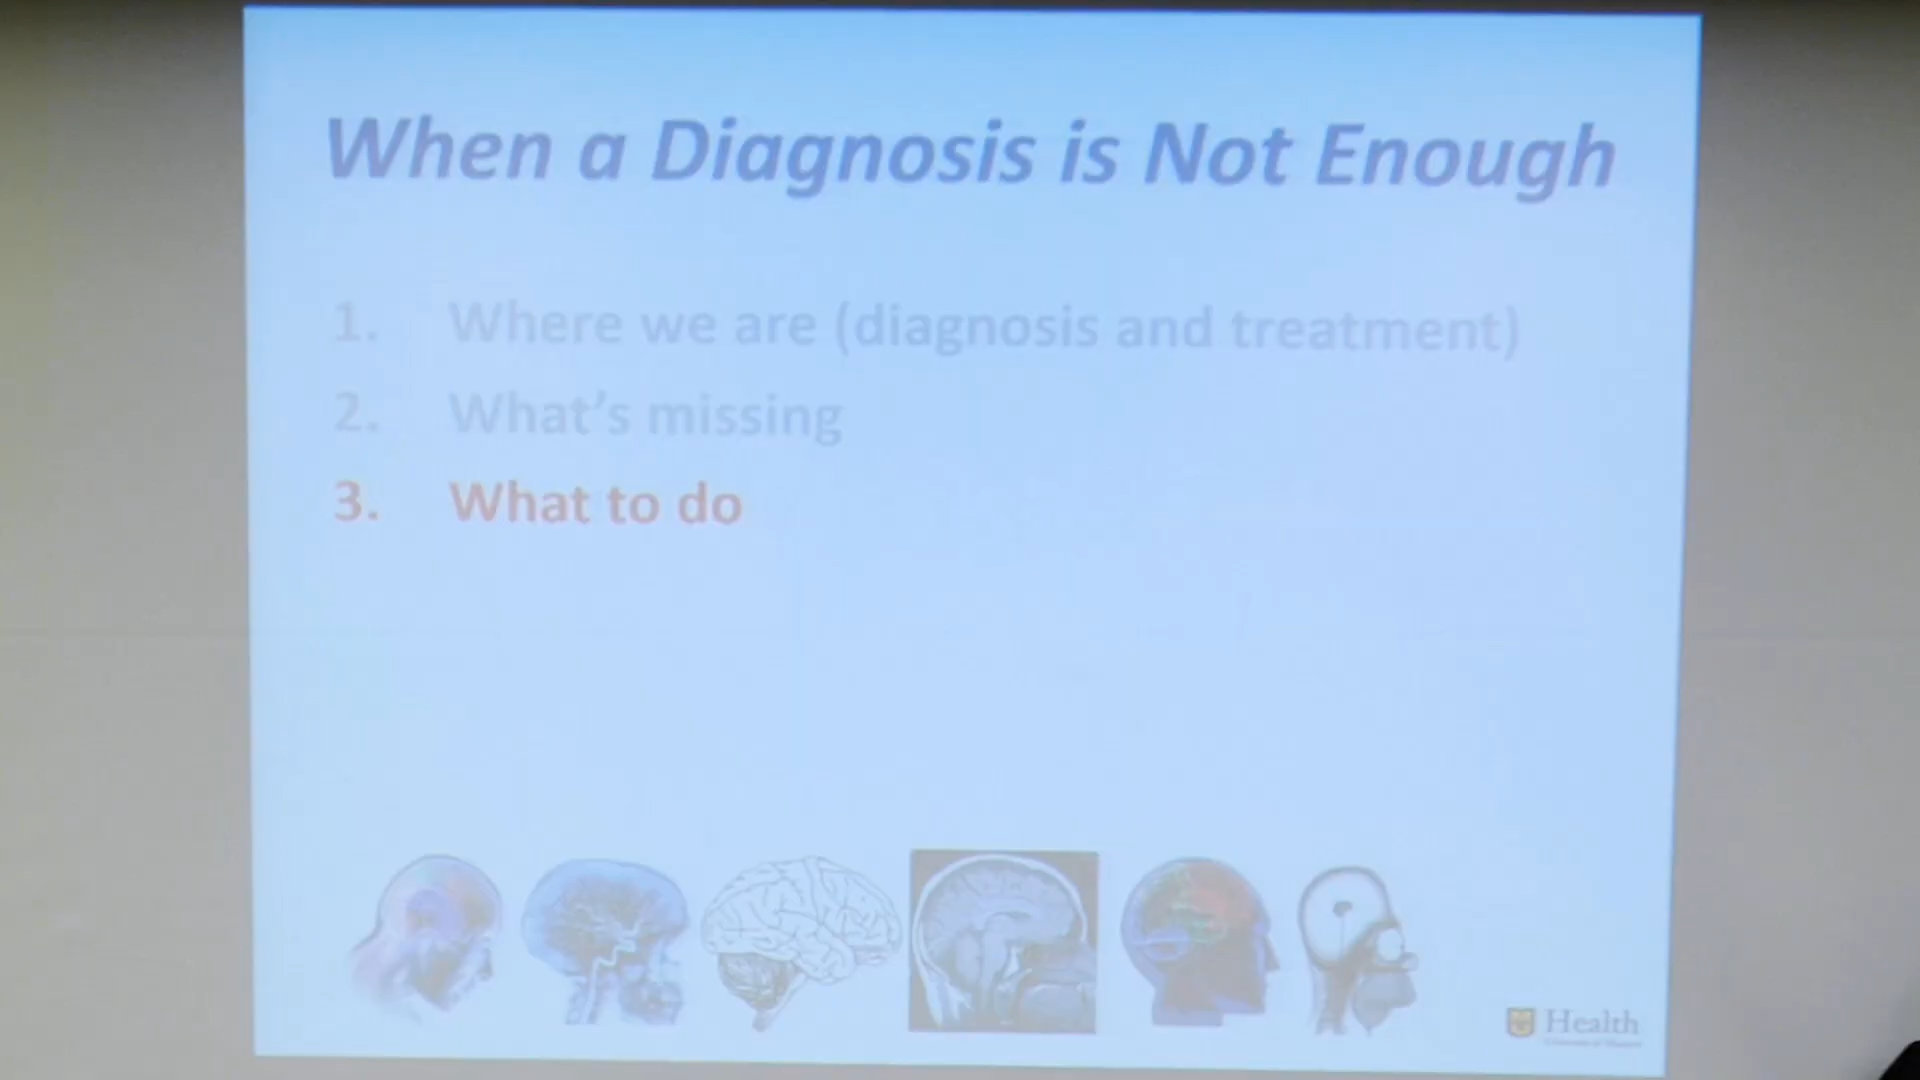 When a Diagnosis is Not Enough
1. Where we are (diagnosis and treatment)
2. What's missing
3. What to do
Health